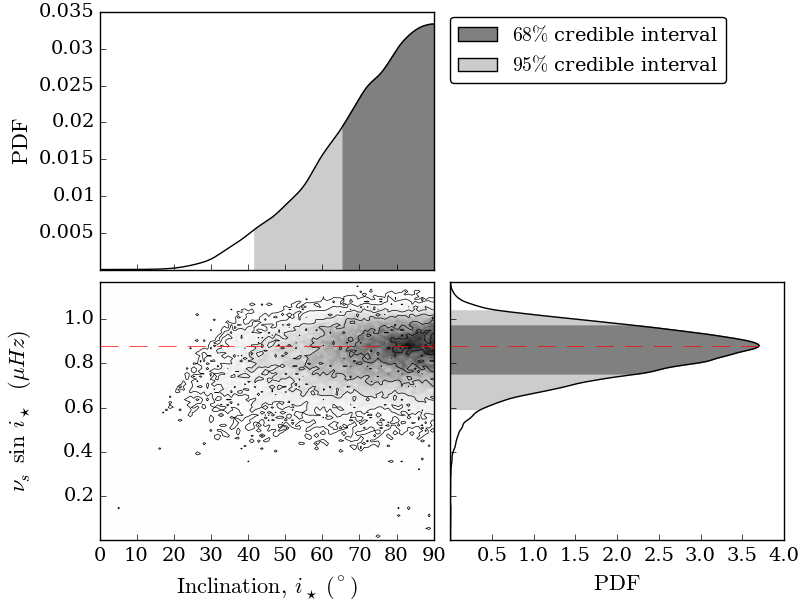 0.035
0.03
0.025
0.02
0.015
0.01
0.005
PDF
68% credible interval
95% credible interval
1.0
0.8
0.6
0.4
0.2
ν_s sin i_⋆ (μHz)
0 10 20 30 40 50 60 70 80 90
Inclination, i_⋆ (°)
0.5 1.0 1.5 2.0 2.5 3.0 3.5 4.0
PDF